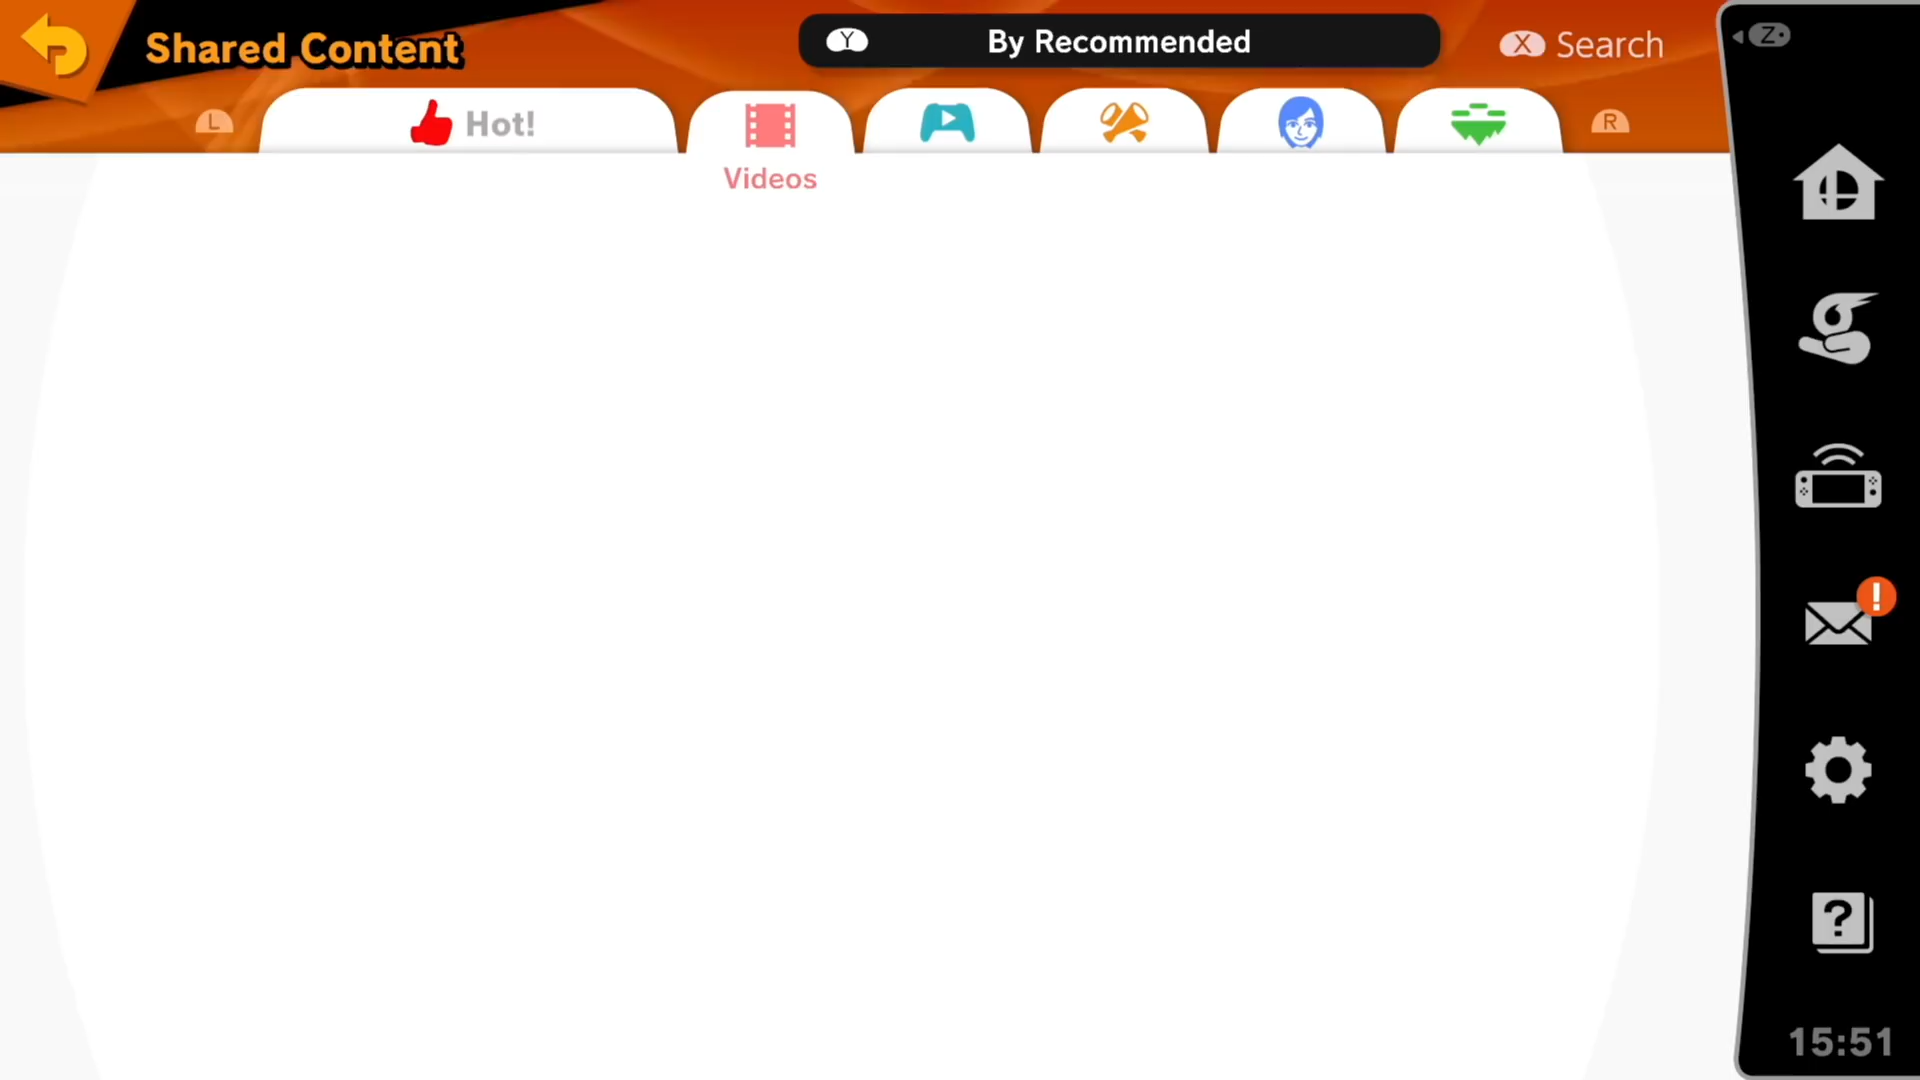 Shared Content
Y By Recommended
X Search
Z
L
Hot!
R
Videos
!
?
15:51